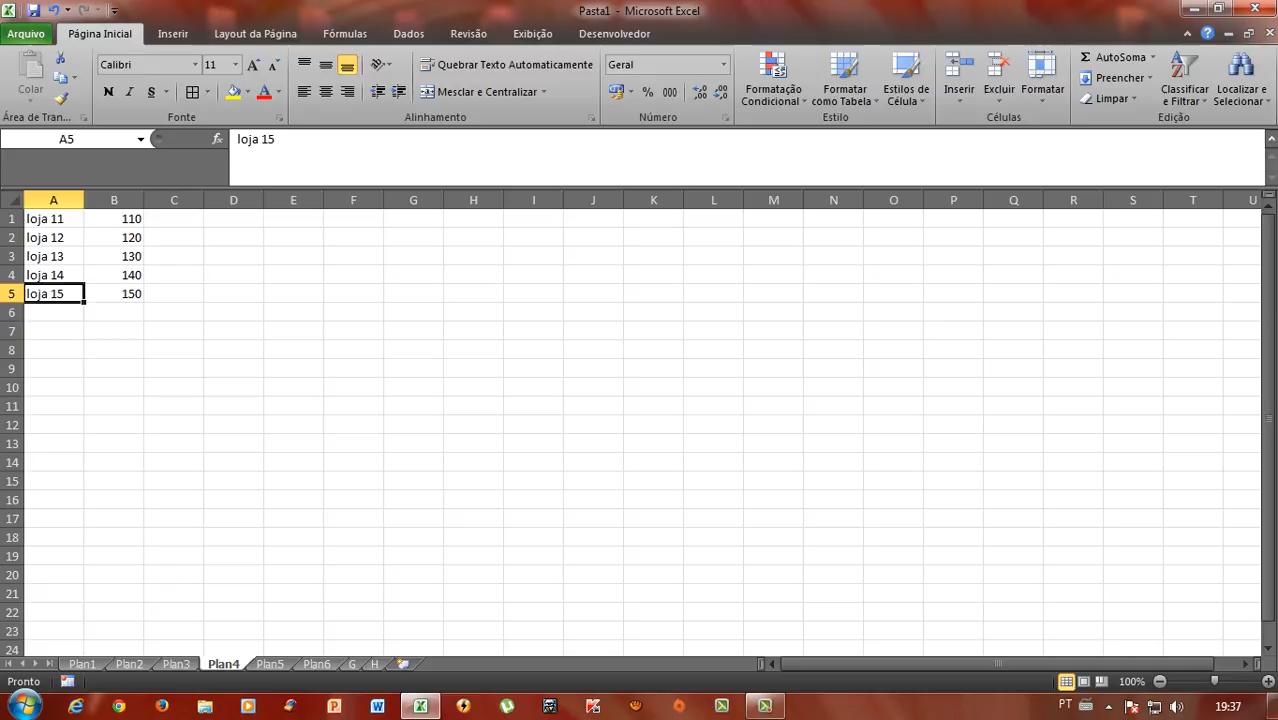 Pasta1 - Microsoft Excel
Arquivo Página Inicial Inserir Layout da Página Fórmulas Dados Revisão Exibição Desenvolvedor
Colar
Área de Tran...
Calibri 11
N I S A
Fonte
Quebrar Texto Automaticamente
Mesclar e Centralizar
Alinhamento
Geral
% 000
Número
Formatação Condicional
Formatar como Tabela
Estilos de Célula
Estilo
Inserir Excluir Formatar
Células
Σ AutoSoma
Preencher
Limpar
Classificar e Filtrar
Localizar e Selecionar
Edição
A5 fx loja 15
A B C D E F G H I J K L M N O P Q R S T U
1 loja 11 110
2 loja 12 120
3 loja 13 130
4 loja 14 140
5 loja 15 150
6
7
8
9
10
11
12
13
14
15
16
17
18
19
20
21
22
23
24
Plan1 Plan2 Plan3 Plan4 Plan5 Plan6 G H
Pronto 100%
PT 19:37